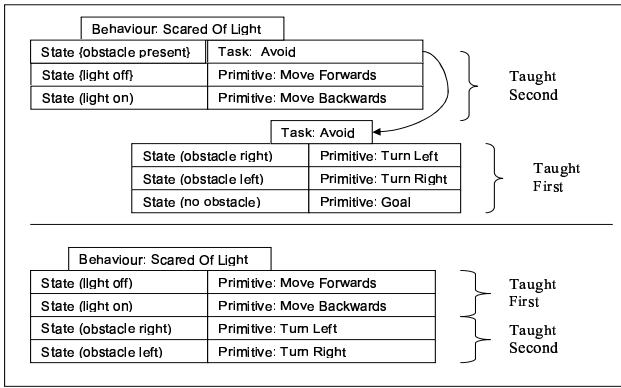 Behaviour: Scared Of Light
State {obstacle present} Task: Avoid
State {light off} Primitive: Move Forwards
State (light on) Primitive: Move Backwards
Taught
Second
Task: Avoid
State (obstacle right) Primitive: Turn Left
State (obstacle left) Primitive: Turn Right
State (no obstacle) Primitive: Goal
Taught
First
Behaviour: Scared Of Light
State (light off) Primitive: Move Forwards
State (light on) Primitive: Move Backwards
Taught
First
State (obstacle right) Primitive: Turn Left
State (obstacle left) Primitive: Turn Right
Taught
Second